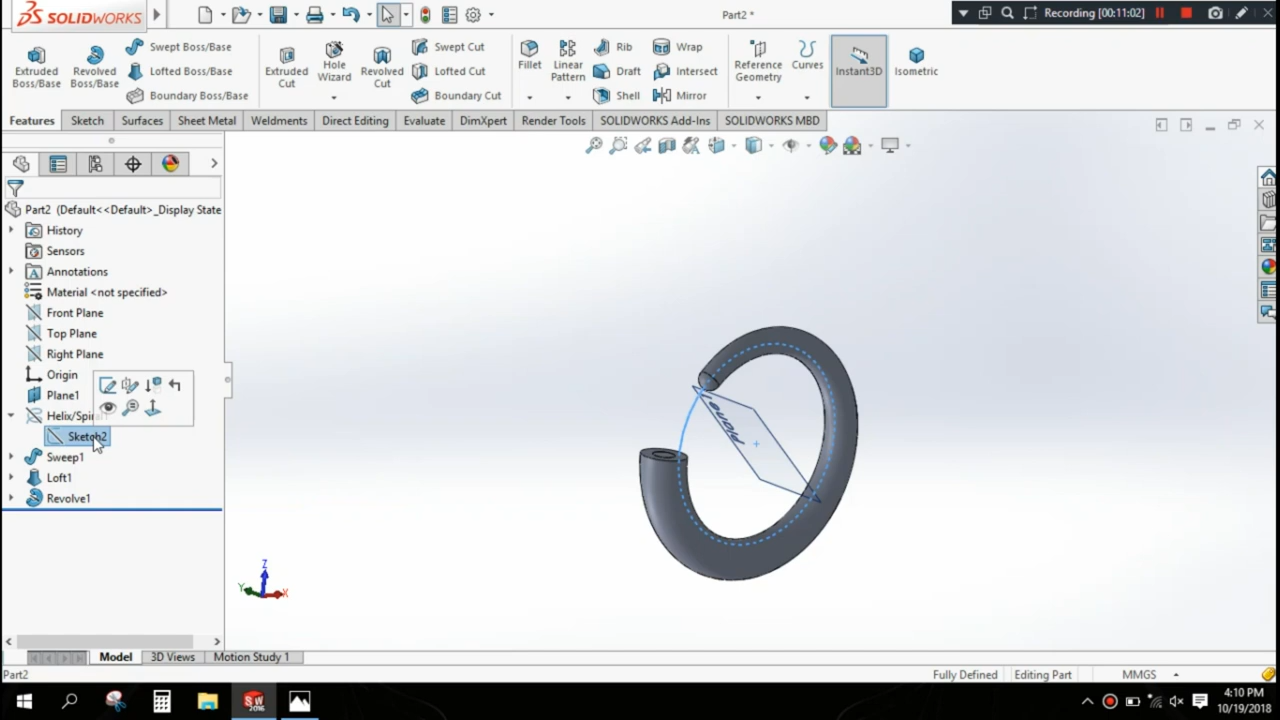 SOLIDWORKS
Part2 *
Recording [00:11:02]
Extruded Boss/Base
Revolved Boss/Base
Swept Boss/Base
Lofted Boss/Base
Boundary Boss/Base
Extruded Cut
Hole Wizard
Revolved Cut
Swept Cut
Lofted Cut
Boundary Cut
Fillet
Linear Pattern
Rib
Draft
Shell
Wrap
Intersect
Mirror
Reference Geometry
Curves
Instant3D
Isometric
Features Sketch Surfaces Sheet Metal Weldments Direct Editing Evaluate DimXpert Render Tools SOLIDWORKS Add-Ins SOLIDWORKS MBD
Part2 (Default<<Default>_Display State
History
Sensors
Annotations
Material <not specified>
Front Plane
Top Plane
Right Plane
Origin
Plane1
Helix/Spiral1
Sketch2
Sweep1
Loft1
Revolve1
Plane1
Z
Y
X
Model 3D Views Motion Study 1
Part2 Fully Defined Editing Part MMGS
SW
2016
4:10 PM
10/19/2018